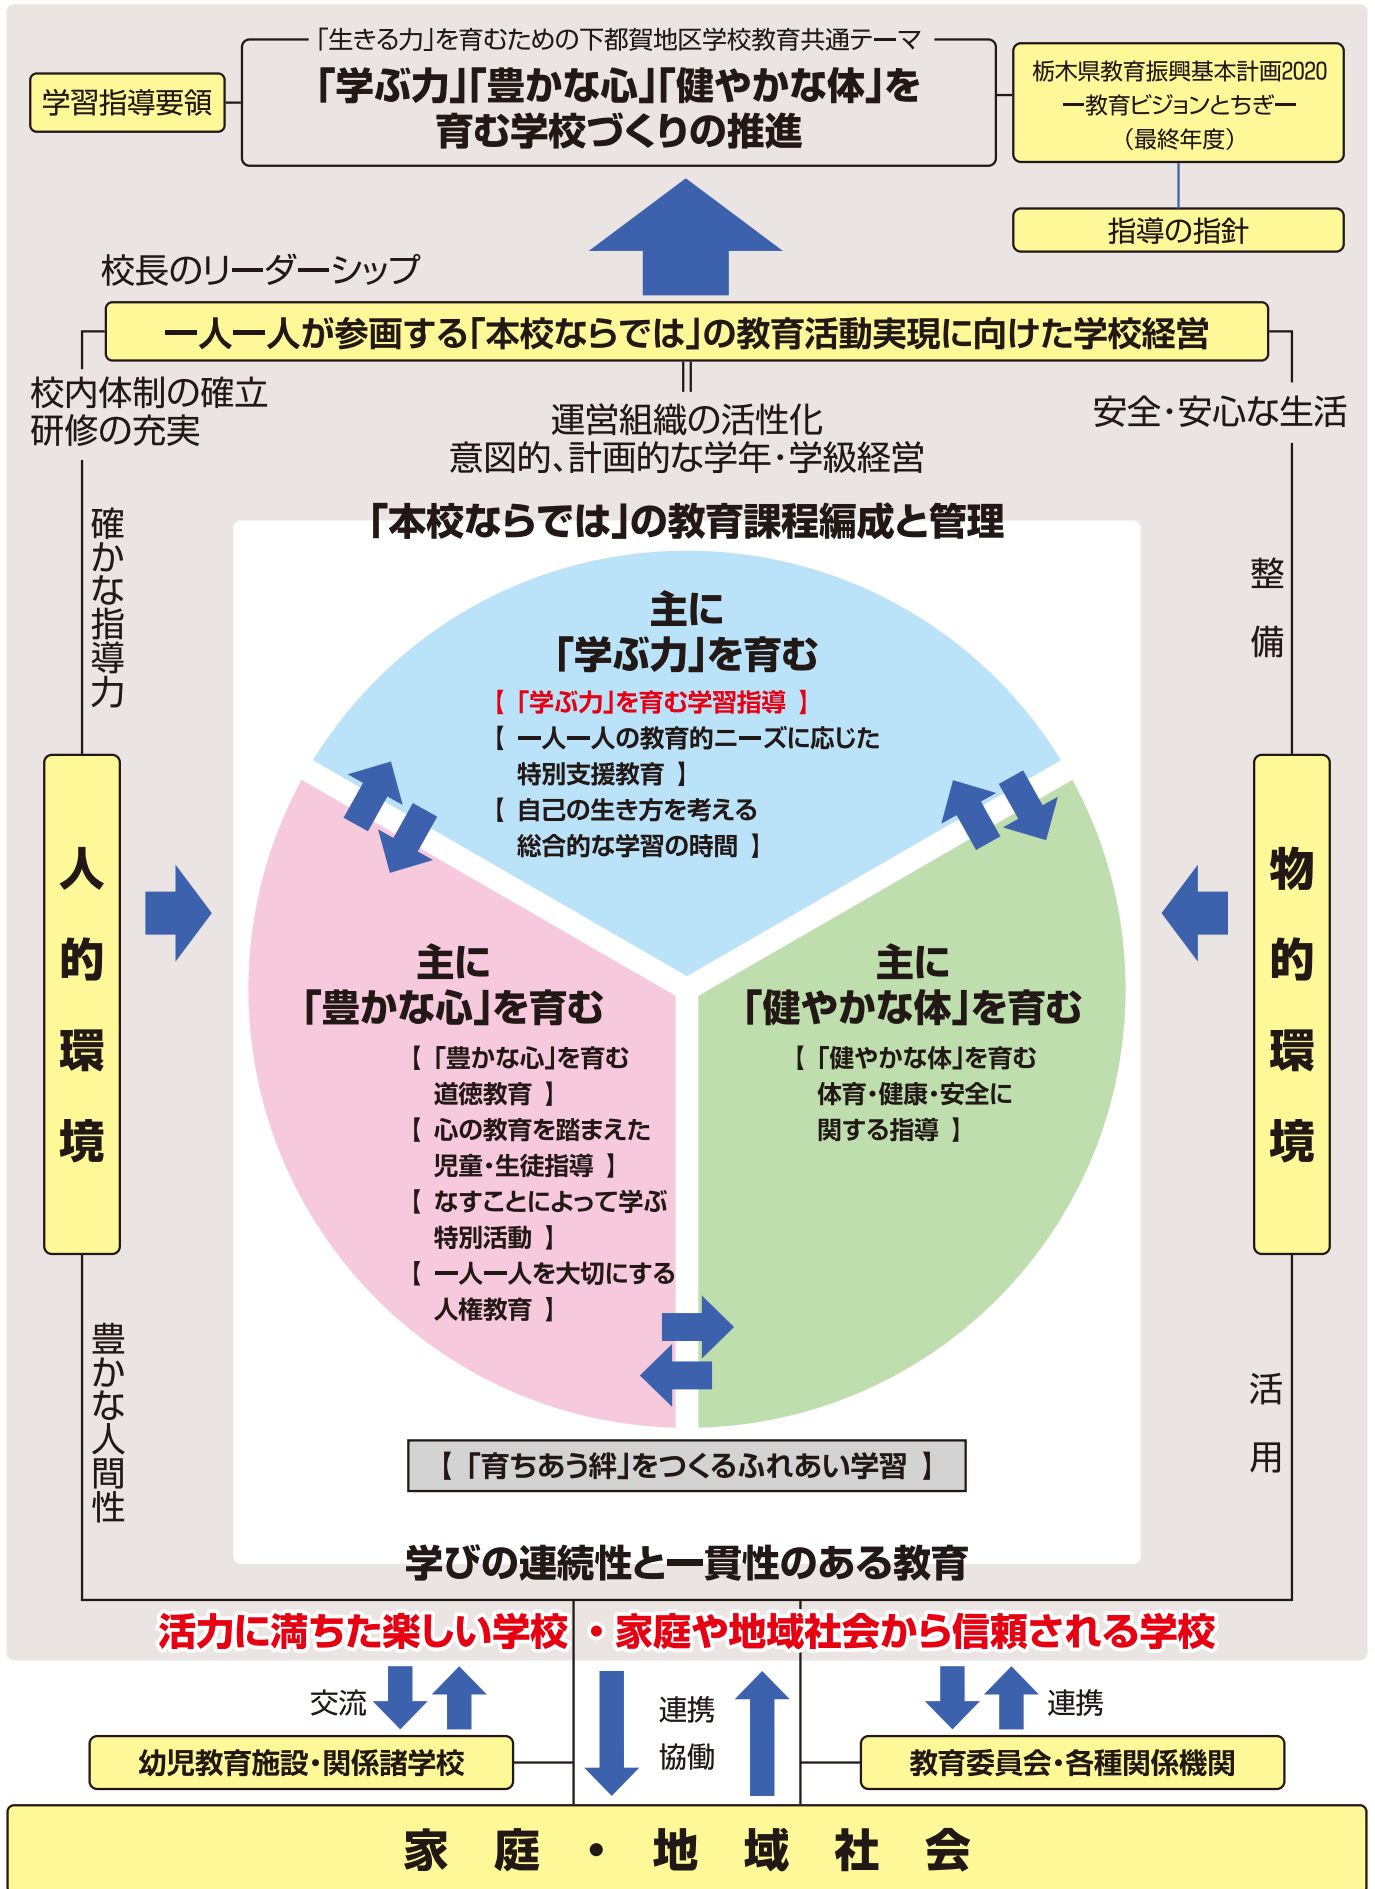 「生きる力」を育むための下都賀地区学校教育共通テーマ
「学ぶ力」「豊かな心」「健やかな体」を
育む学校づくりの推進
学習指導要領
栃木県教育振興基本計画2020
ー教育ビジョンとちぎー
（最終年度）
指導の指針
校長のリーダーシップ
一人一人が参画する「本校ならでは」の教育活動実現に向けた学校経営
校内体制の確立
研修の充実
運営組織の活性化
意図的、計画的な学年・学級経営
安全・安心な生活
確かな指導力
整備
「本校ならでは」の教育課程編成と管理
主に
「学ぶ力」を育む
【「学ぶ力」を育む学習指導 】
【 一人一人の教育的ニーズに応じた
特別支援教育 】
【 自己の生き方を考える
総合的な学習の時間 】
人的環境
物的環境
主に
「豊かな心」を育む
【「豊かな心」を育む
道徳教育 】
【 心の教育を踏まえた
児童・生徒指導 】
【 なすことによって学ぶ
特別活動 】
【 一人一人を大切にする
人権教育 】
主に
「健やかな体」を育む
【「健やかな体」を育む
体育・健康・安全に
関する指導 】
豊かな人間性
活用
【「育ちあう絆」をつくるふれあい学習 】
学びの連続性と一貫性のある教育
活力に満ちた楽しい学校 ・家庭や地域社会から信頼される学校
交流
連携
協働
連携
幼児教育施設・関係諸学校
教育委員会・各種関係機関
家庭・地域社会